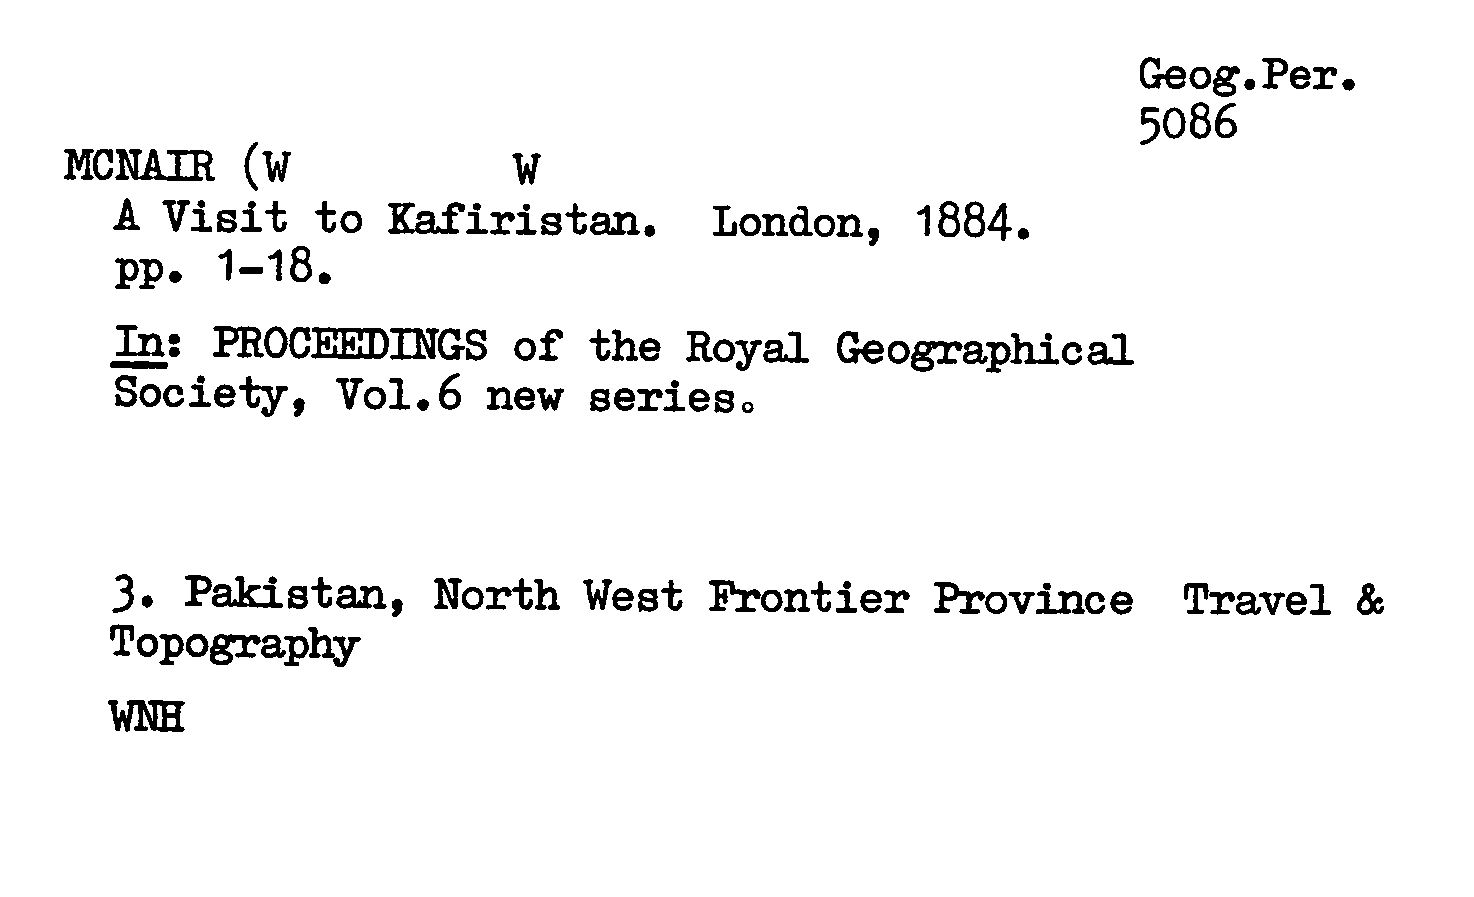 Geog.Per.
5086
MCNAIR (W W
A Visit to Kafiristan. London, 1884.
pp. 1-18.
In: PROCEEDINGS of the Royal Geographical
Society, Vol.6 new series.
3. Pakistan, North West Frontier Province Travel &
Topography
WNH